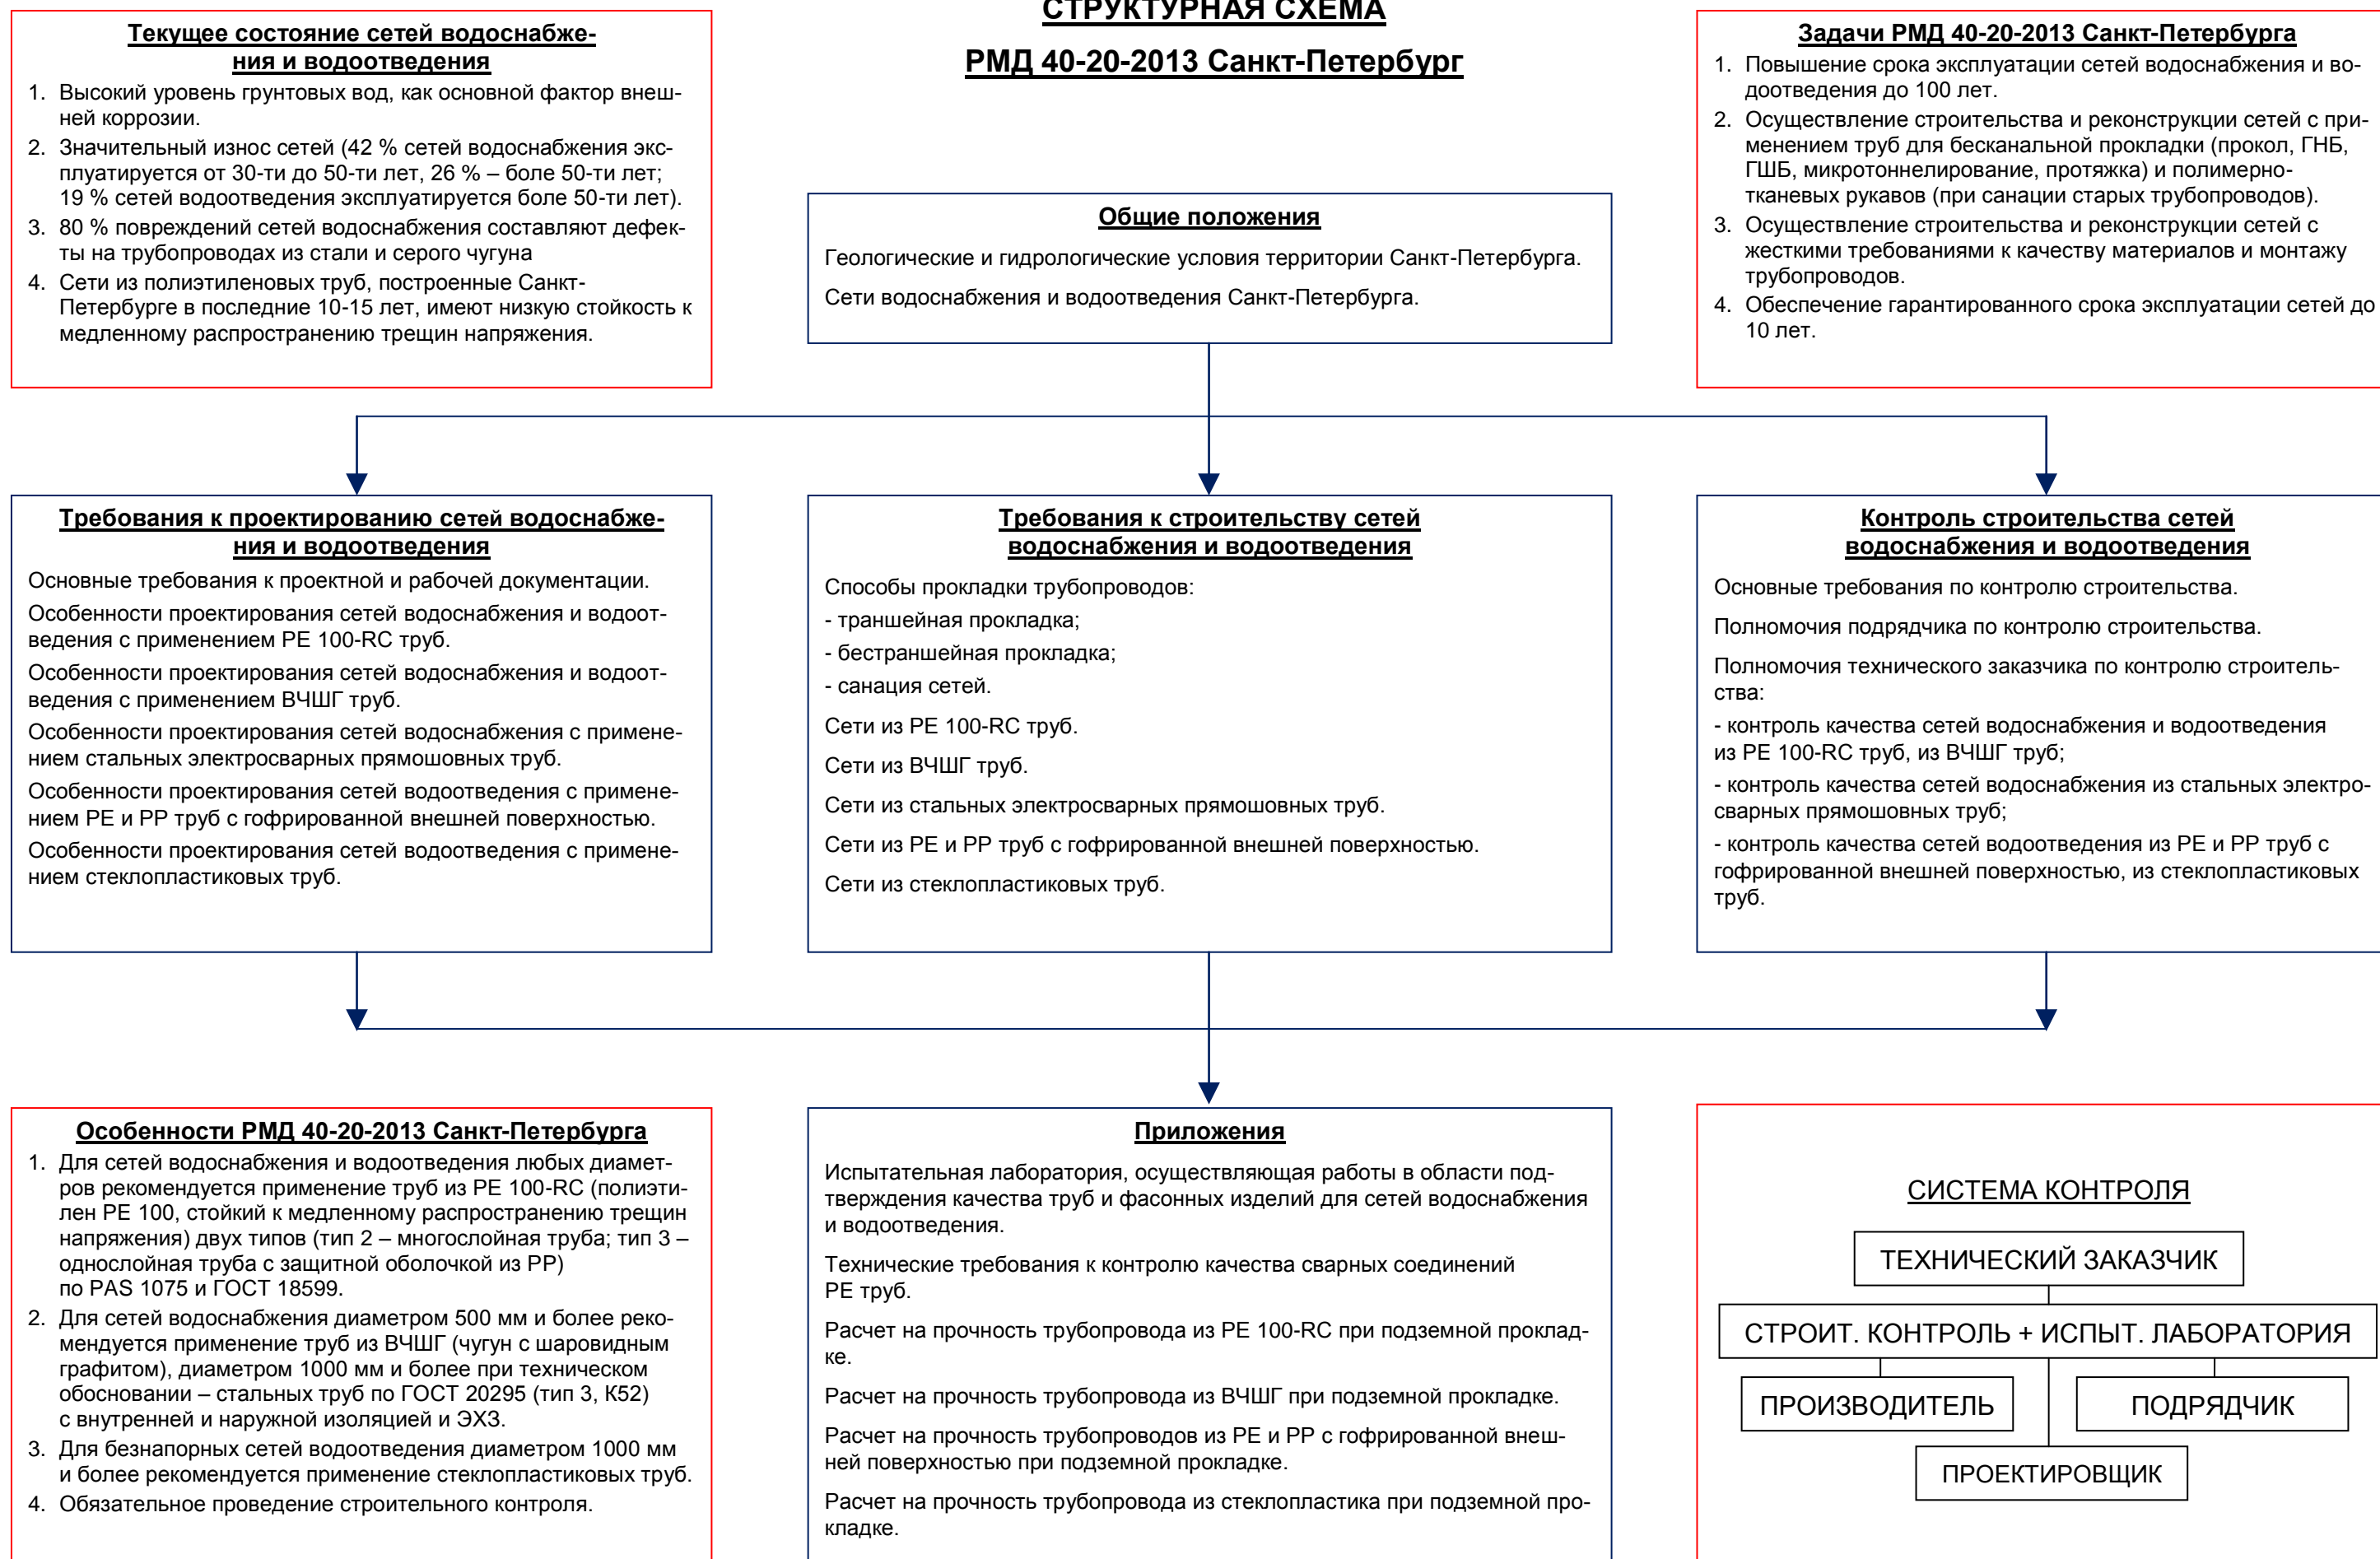 СТРУКТУРНАЯ СХЕМА
РМД 40-20-2013 Санкт-Петербург
Текущее состояние сетей водоснабже-
ния и водоотведения
1. Высокий уровень грунтовых вод, как основной фактор внеш-
ней коррозии.
2. Значительный износ сетей (42 % сетей водоснабжения экс-
плуатируется от 30-ти до 50-ти лет, 26 % – боле 50-ти лет;
19 % сетей водоотведения эксплуатируется боле 50-ти лет).
3. 80 % повреждений сетей водоснабжения составляют дефек-
ты на трубопроводах из стали и серого чугуна
4. Сети из полиэтиленовых труб, построенные Санкт-
Петербурге в последние 10-15 лет, имеют низкую стойкость к
медленному распространению трещин напряжения.
Общие положения
Геологические и гидрологические условия территории Санкт-Петербурга.
Сети водоснабжения и водоотведения Санкт-Петербурга.
Задачи РМД 40-20-2013 Санкт-Петербурга
1. Повышение срока эксплуатации сетей водоснабжения и во-
доотведения до 100 лет.
2. Осуществление строительства и реконструкции сетей с при-
менением труб для бесканальной прокладки (прокол, ГНБ,
ГШБ, микротоннелирование, протяжка) и полимерно-
тканевых рукавов (при санации старых трубопроводов).
3. Осуществление строительства и реконструкции сетей с
жесткими требованиями к качеству материалов и монтажу
трубопроводов.
4. Обеспечение гарантированного срока эксплуатации сетей до
10 лет.
Требования к проектированию сетей водоснабже-
ния и водоотведения
Основные требования к проектной и рабочей документации.
Особенности проектирования сетей водоснабжения и водоот-
ведения с применением PE 100-RC труб.
Особенности проектирования сетей водоснабжения и водоот-
ведения с применением ВЧШГ труб.
Особенности проектирования сетей водоснабжения с примене-
нием стальных электросварных прямошовных труб.
Особенности проектирования сетей водоотведения с примене-
нием PE и PP труб с гофрированной внешней поверхностью.
Особенности проектирования сетей водоотведения с примене-
нием стеклопластиковых труб.
Требования к строительству сетей
водоснабжения и водоотведения
Способы прокладки трубопроводов:
- траншейная прокладка;
- бестраншейная прокладка;
- санация сетей.
Сети из PE 100-RC труб.
Сети из ВЧШГ труб.
Сети из стальных электросварных прямошовных труб.
Сети из PE и PP труб с гофрированной внешней поверхностью.
Сети из стеклопластиковых труб.
Контроль строительства сетей
водоснабжения и водоотведения
Основные требования по контролю строительства.
Полномочия подрядчика по контролю строительства.
Полномочия технического заказчика по контролю строитель-
ства:
- контроль качества сетей водоснабжения и водоотведения
из PE 100-RC труб, из ВЧШГ труб;
- контроль качества сетей водоснабжения из стальных электро-
сварных прямошовных труб;
- контроль качества сетей водоотведения из PE и PP труб с
гофрированной внешней поверхностью, из стеклопластиковых
труб.
Особенности РМД 40-20-2013 Санкт-Петербурга
1. Для сетей водоснабжения и водоотведения любых диамет-
ров рекомендуется применение труб из PE 100-RC (полиэти-
лен PE 100, стойкий к медленному распространению трещин
напряжения) двух типов (тип 2 – многослойная труба; тип 3 –
однослойная труба с защитной оболочкой из PP)
по PAS 1075 и ГОСТ 18599.
2. Для сетей водоснабжения диаметром 500 мм и более реко-
мендуется применение труб из ВЧШГ (чугун с шаровидным
графитом), диаметром 1000 мм и более при техническом
обосновании – стальных труб по ГОСТ 20295 (тип 3, К52)
с внутренней и наружной изоляцией и ЭХЗ.
3. Для безнапорных сетей водоотведения диаметром 1000 мм
и более рекомендуется применение стеклопластиковых труб.
4. Обязательное проведение строительного контроля.
Приложения
Испытательная лаборатория, осуществляющая работы в области под-
тверждения качества труб и фасонных изделий для сетей водоснабжения
и водоотведения.
Технические требования к контролю качества сварных соединений
PE труб.
Расчет на прочность трубопровода из PE 100-RC при подземной проклад-
ке.
Расчет на прочность трубопровода из ВЧШГ при подземной прокладке.
Расчет на прочность трубопроводов из PE и PP с гофрированной внеш-
ней поверхностью при подземной прокладке.
Расчет на прочность трубопровода из стеклопластика при подземной про-
кладке.
СИСТЕМА КОНТРОЛЯ
ТЕХНИЧЕСКИЙ ЗАКАЗЧИК
СТРОИТ. КОНТРОЛЬ + ИСПЫТ. ЛАБОРАТОРИЯ
ПРОИЗВОДИТЕЛЬ
ПОДРЯДЧИК
ПРОЕКТИРОВЩИК